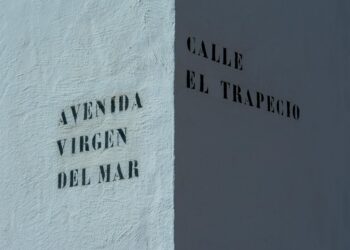 AVENIDA
VIRGEN
DEL MAR
CALLE
EL TRAPECIO